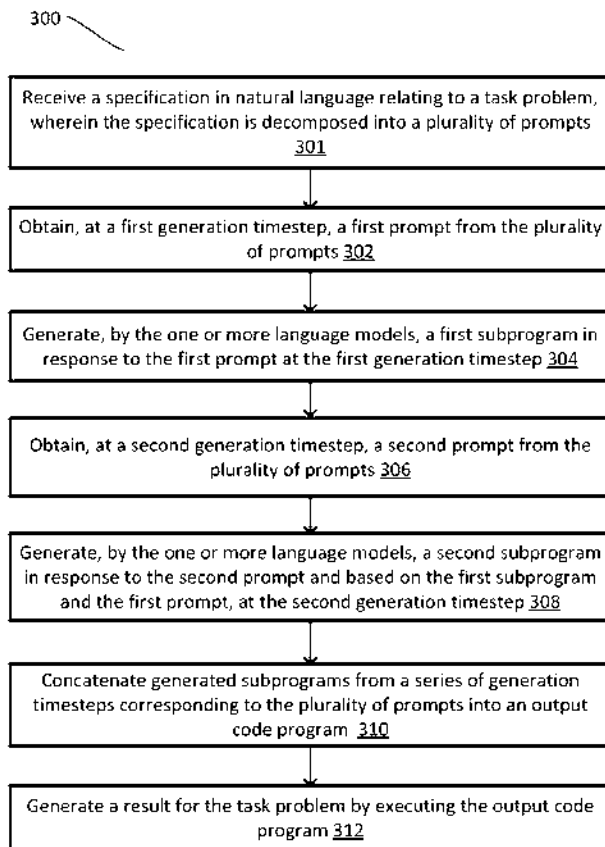 300
Receive a specification in natural language relating to a task problem,
wherein the specification is decomposed into a plurality of prompts
301
Obtain, at a first generation timestep, a first prompt from the plurality
of prompts 302
Generate, by the one or more language models, a first subprogram in
response to the first prompt at the first generation timestep 304
Obtain, at a second generation timestep, a second prompt from the
plurality of prompts 306
Generate, by the one or more language models, a second subprogram
in response to the second prompt and based on the first subprogram
and the first prompt, at the second generation timestep 308
Concatenate generated subprograms from a series of generation
timesteps corresponding to the plurality of prompts into an output
code program 310
Generate a result for the task problem by executing the output code
program 312